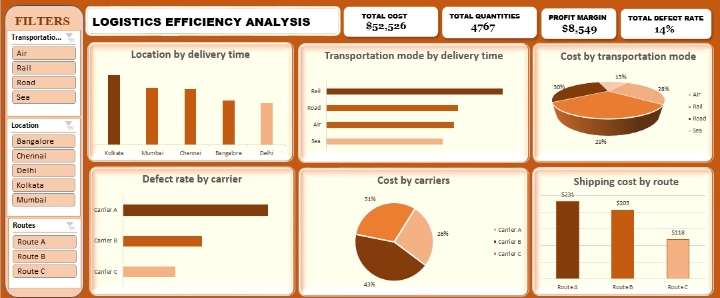 FILTERS
Transportatio...
Air
Rail
Road
Sea
Location
Bangalore
Chennai
Delhi
Kolkata
Mumbai
Routes
Route A
Route B
Route C
LOGISTICS EFFICIENCY ANALYSIS
TOTAL COST
$52,526
TOTAL QUANTITIES
4767
PROFIT MARGIN
$8,549
TOTAL DEFECT RATE
14%
Location by delivery time
Kolkata Mumbai Chennai Bangalore Delhi
Transportation mode by delivery time
Rail
Road
Air
Sea
Cost by transportation mode
13%
30%
28%
29%
Air
Rail
Road
Sea
Defect rate by carrier
Carrier A
Carrier B
Carrier C
Cost by carriers
31%
26%
43%
Carrier A
Carrier B
Carrier C
Shipping cost by route
$231
$205
$118
Route A Route B Route C